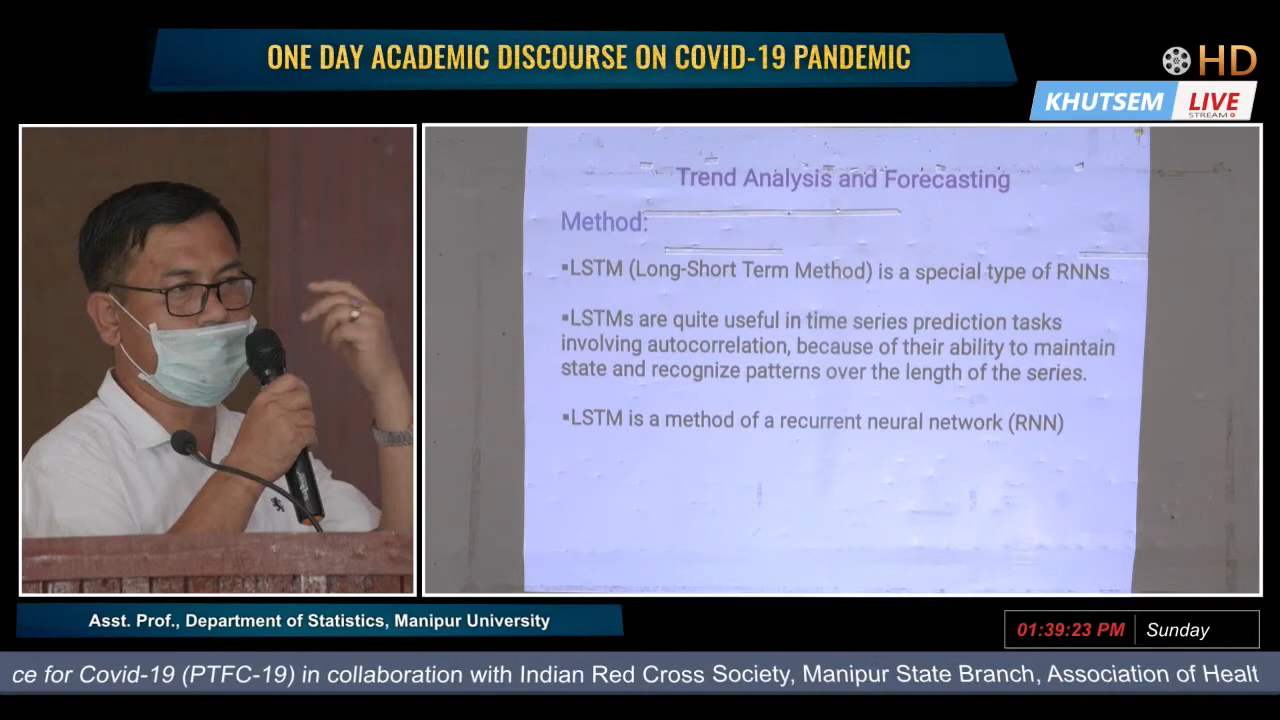 ONE DAY ACADEMIC DISCOURSE ON COVID-19 PANDEMIC
HD
KHUTSEM LIVE
STREAM
Trend Analysis and Forecasting
Method:
▪LSTM (Long-Short Term Method) is a special type of RNNs
▪LSTMs are quite useful in time series prediction tasks
involving autocorrelation, because of their ability to maintain
state and recognize patterns over the length of the series.
▪LSTM is a method of a recurrent neural network (RNN)
Asst. Prof., Department of Statistics, Manipur University
01:39:23 PM Sunday
ce for Covid-19 (PTFC-19) in collaboration with Indian Red Cross Society, Manipur State Branch, Association of Healt